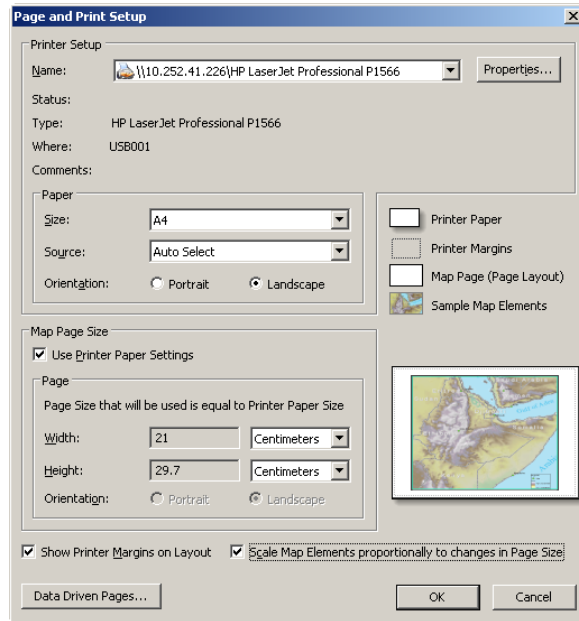 Page and Print Setup
Printer Setup
Name: \\10.252.41.226\HP LaserJet Professional P1566 Properties...
Status:
Type: HP LaserJet Professional P1566
Where: USB001
Comments:
Paper
Size: A4
Source: Auto Select
Orientation: Portrait Landscape
Printer Paper
Printer Margins
Map Page (Page Layout)
Sample Map Elements
Map Page Size
Use Printer Paper Settings
Page
Page Size that will be used is equal to Printer Paper Size
Width: 21 Centimeters
Height: 29.7 Centimeters
Orientation: Portrait Landscape
Show Printer Margins on Layout Scale Map Elements proportionally to changes in Page Size
Data Driven Pages... OK Cancel